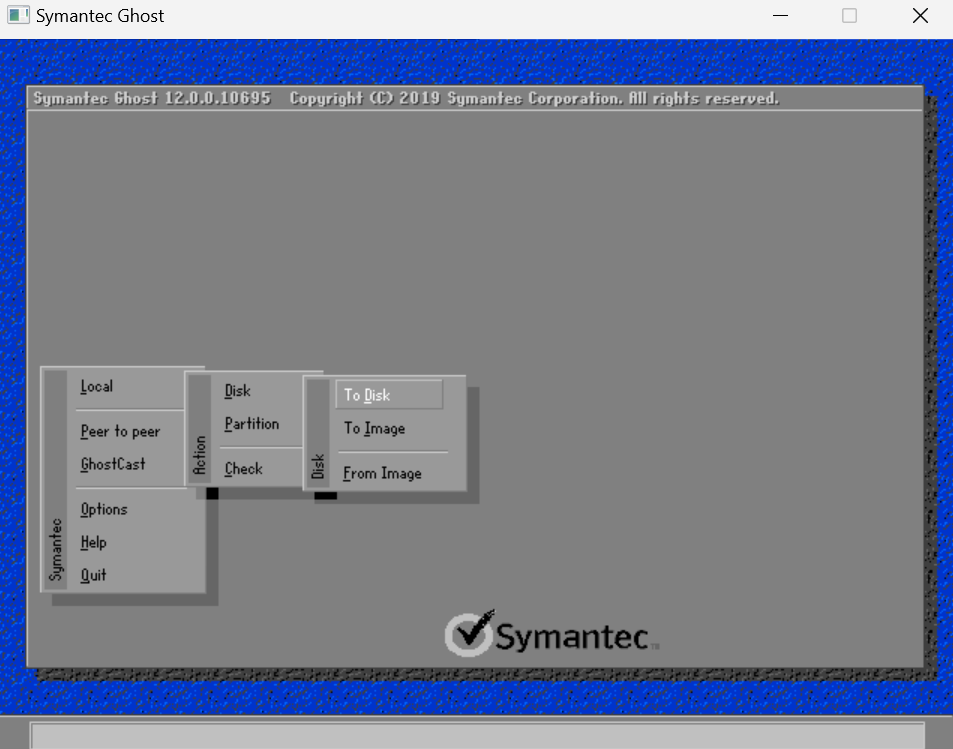 Symantec Ghost
Symantec Ghost 12.0.0.10695 Copyright (C) 2019 Symantec Corporation. All rights reserved.
Symantec
Local
Peer to peer
GhostCast
Options
Help
Quit
Action
Disk
Partition
Check
Disk
To Disk
To Image
From Image
Symantec